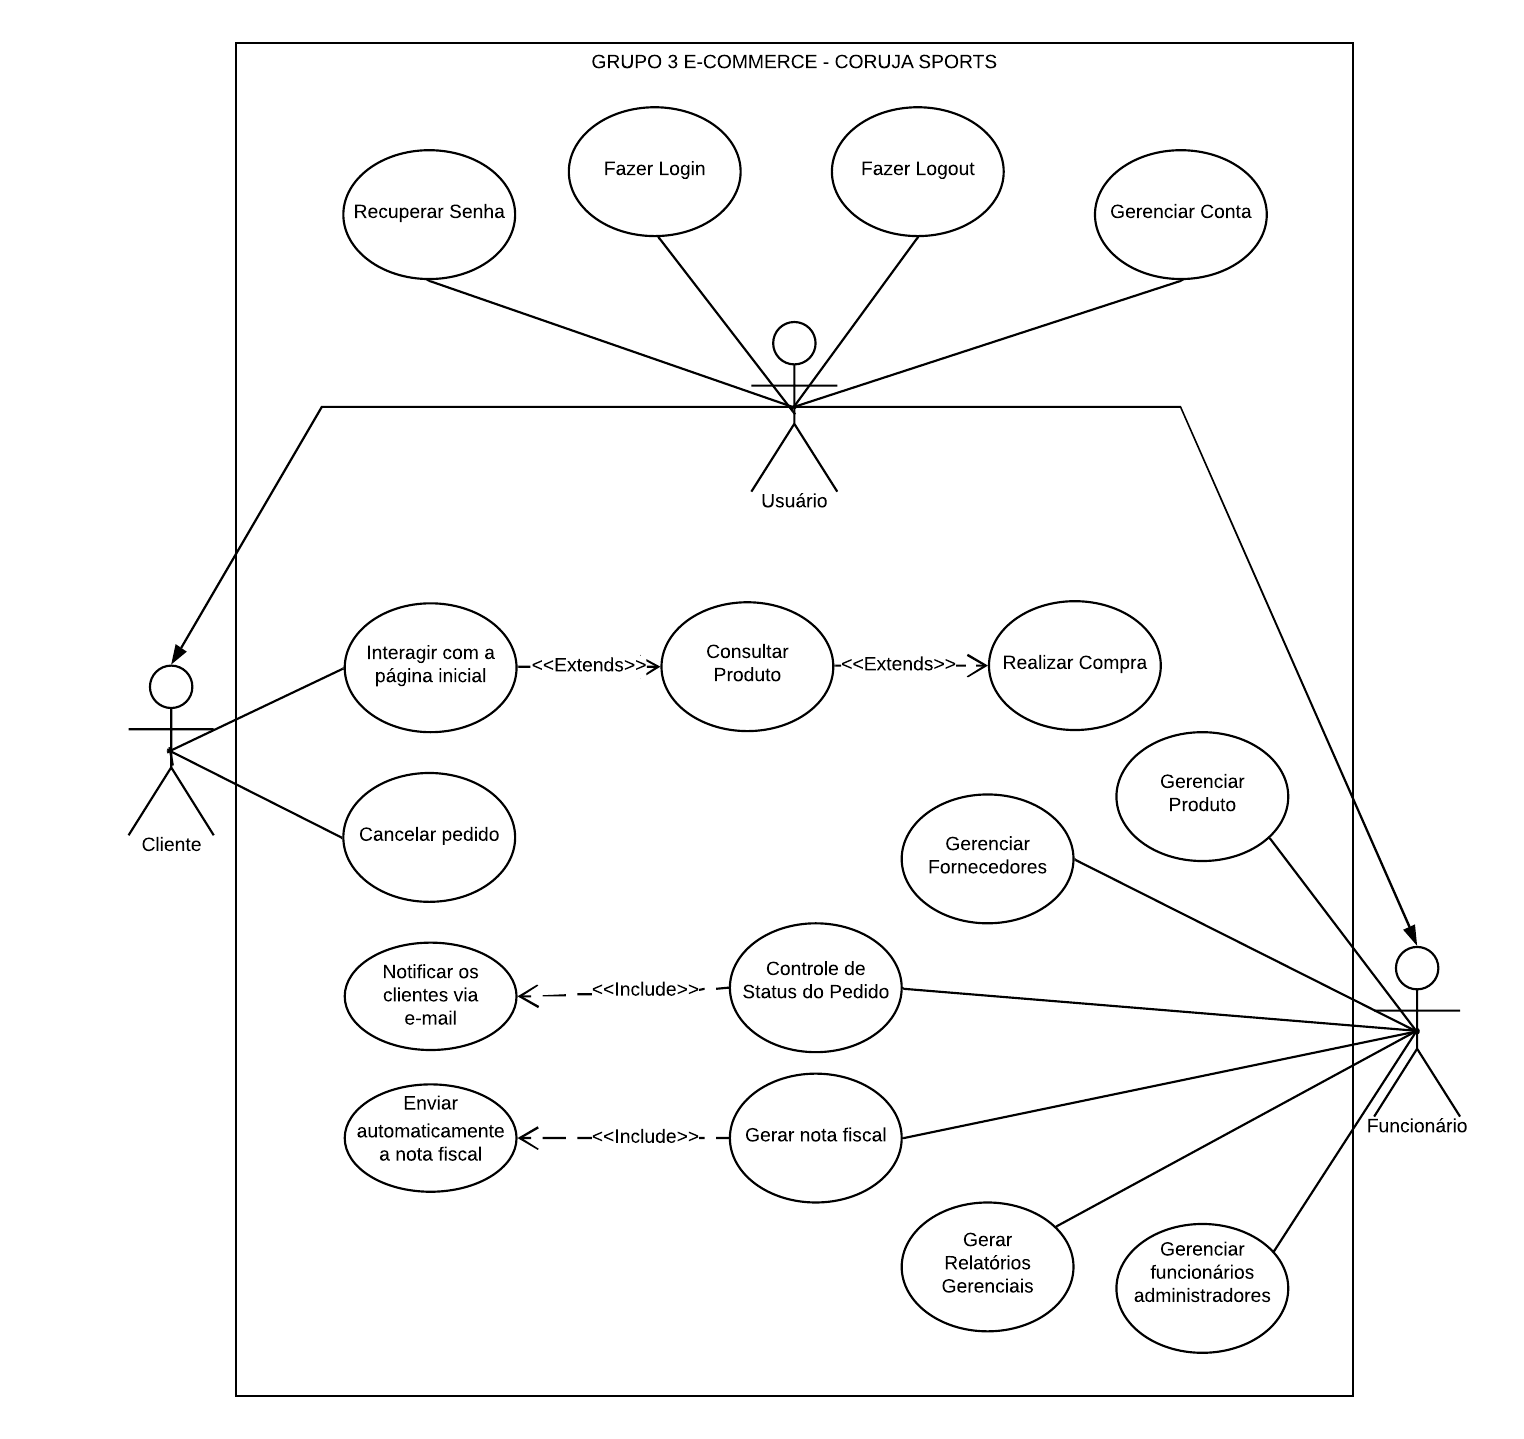 GRUPO 3 E-COMMERCE - CORUJA SPORTS
Fazer Login
Fazer Logout
Recuperar Senha
Gerenciar Conta
Usuário
Interagir com a
página inicial
<<Extends>>
Consultar
Produto
<<Extends>>
Realizar Compra
Gerenciar
Produto
Cancelar pedido
Cliente
Gerenciar
Fornecedores
Notificar os
clientes via
e-mail
<<Include>>
Controle de
Status do Pedido
Enviar
automaticamente
a nota fiscal
<<Include>>
Gerar nota fiscal
Funcionário
Gerar
Relatórios
Gerenciais
Gerenciar
funcionários
administradores